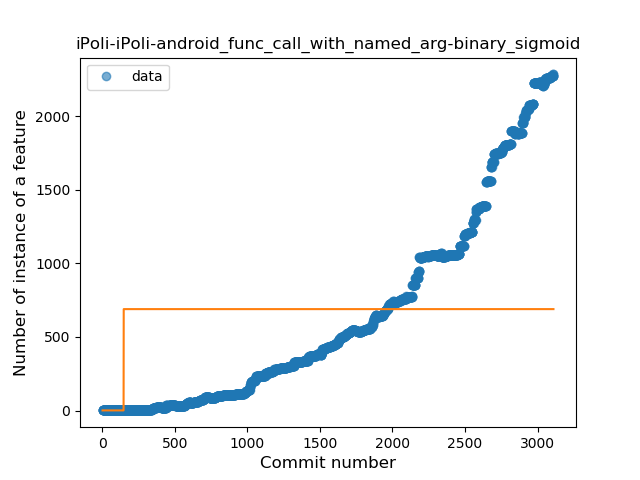 iPoli-iPoli-android_func_call_with_named_arg-binary_sigmoid
data
Number of instance of a feature
2000
1500
1000
500
0
0 500 1000 1500 2000 2500 3000
Commit number